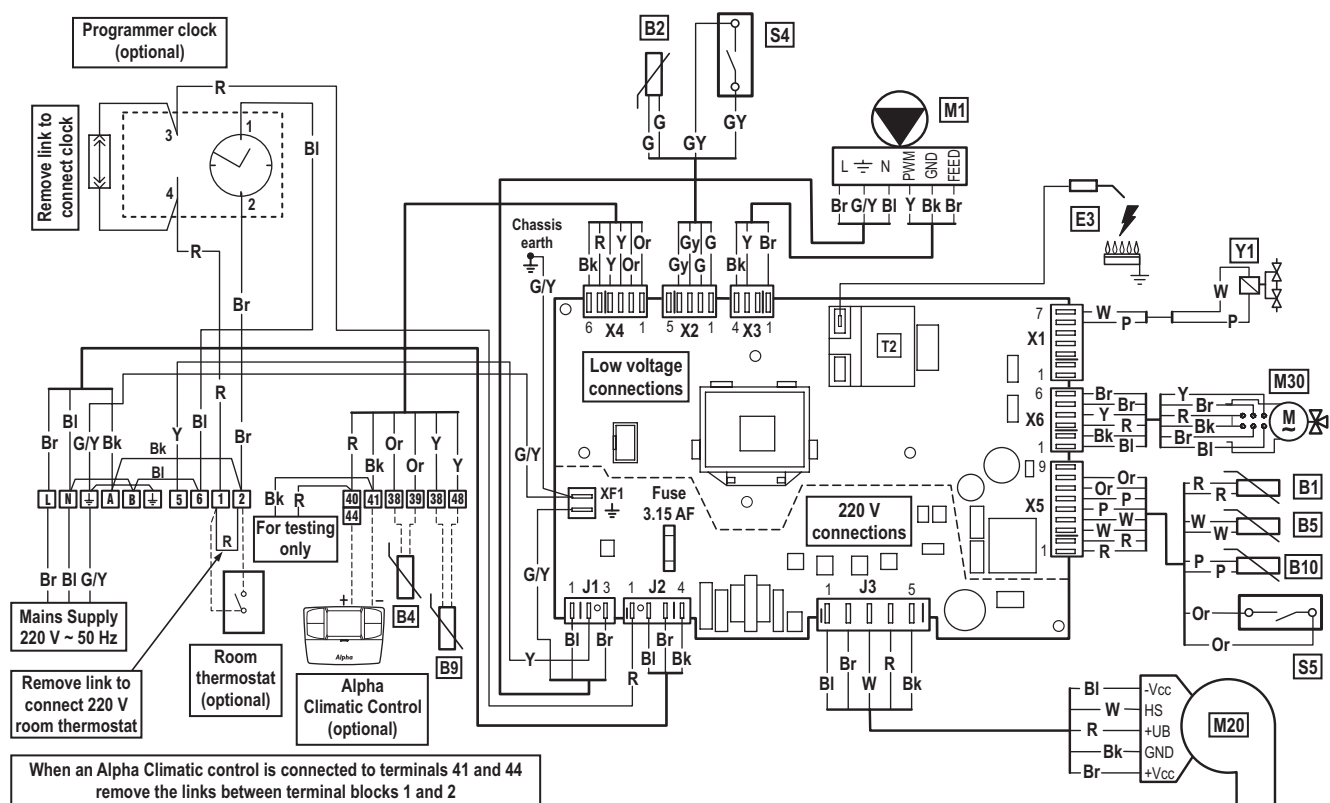 Programmer clock
(optional)
Remove link to
connect clock
R
3
1
4
2
Bl
R
Br
R
Br
B2
S4
G
G
GY
GY
M1
L
N
PWM
GND
FEED
Br
G/Y
Bl
Y
Bk
Br
E3
Y1
W
P
W
P
Chassis
earth
G/Y
Bk
R
Y
Y
Or
Or
Gy
Gy
G
G
Bk
Y
Br
6
X4
1
5
X2
1
4
X3
1
Low voltage
connections
T2
7
X1
1
6
X6
1
9
X5
1
Br
Br
Y
R
Bk
Bl
Y
Br
R
Bk
Br
Bl
M
~
M30
Or
Or
P
P
W
W
R
R
R
R
B1
W
W
B5
P
P
B10
Or
Or
S5
Br
Bl
G/Y
Bk
Bk
Bl
Y
Bl
R
Br
L
N
A
B
5
6
1
2
R
Bk
Or
Or
Y
Y
Bk
R
40
41
38
39
38
48
44
For testing
only
R
G/Y
XF1
Fuse
3.15 AF
220 V
connections
G/Y
1
J1
3
1
J2
4
Bl
Br
Y
R
Bl
Br
Bk
J3
1
5
Bl
Br
W
R
Bk
Br
Bl
G/Y
Mains Supply
220 V ~ 50 Hz
Remove link to
connect 220 V
room thermostat
Room
thermostat
(optional)
+
–
Alpha
Alpha
Climatic Control
(optional)
B4
B9
Bl
-Vcc
W
HS
R
+UB
Bk
GND
Br
+Vcc
M20
When an Alpha Climatic control is connected to terminals 41 and 44
remove the links between terminal blocks 1 and 2